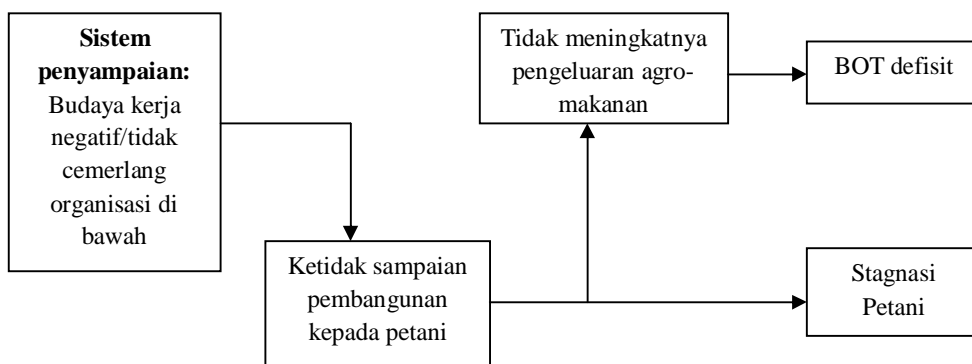 Sistem
penyampaian:
Budaya kerja
negatif/tidak
cemerlang
organisasi di
bawah
Ketidak sampaian
pembangunan
kepada petani
Tidak meningkatnya
pengeluaran agro-
makanan
BOT defisit
Stagnasi
Petani